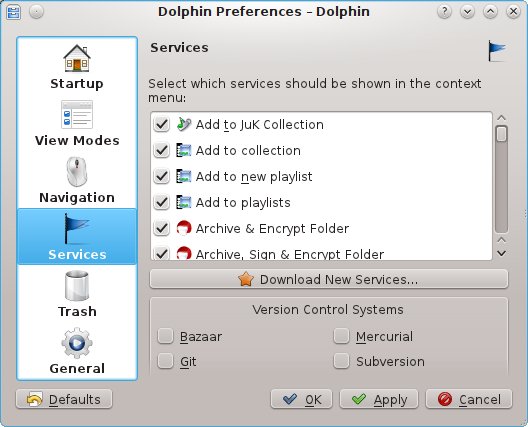 Dolphin Preferences – Dolphin
Startup
View Modes
Navigation
Services
Trash
General
Services
Select which services should be shown in the context
menu:
Add to JuK Collection
Add to collection
Add to new playlist
Add to playlists
Archive & Encrypt Folder
Archive, Sign & Encrypt Folder
Download New Services...
Version Control Systems
Bazaar
Mercurial
Git
Subversion
Defaults
OK
Apply
Cancel